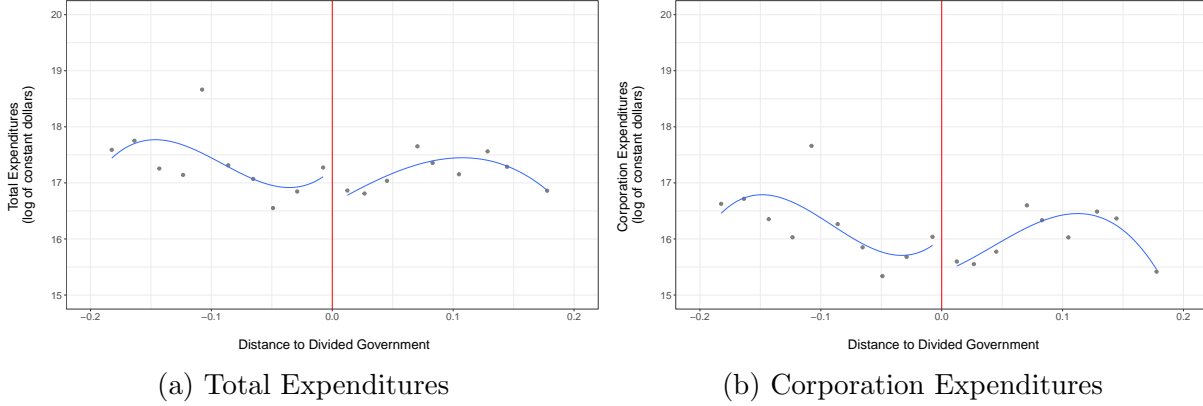 20
19
18
17
16
15
Total Expenditures
(log of constant dollars)
−0.2 −0.1 0.0 0.1 0.2
Distance to Divided Government
(a) Total Expenditures
20
19
18
17
16
15
Corporation Expenditures
(log of constant dollars)
−0.2 −0.1 0.0 0.1 0.2
Distance to Divided Government
(b) Corporation Expenditures